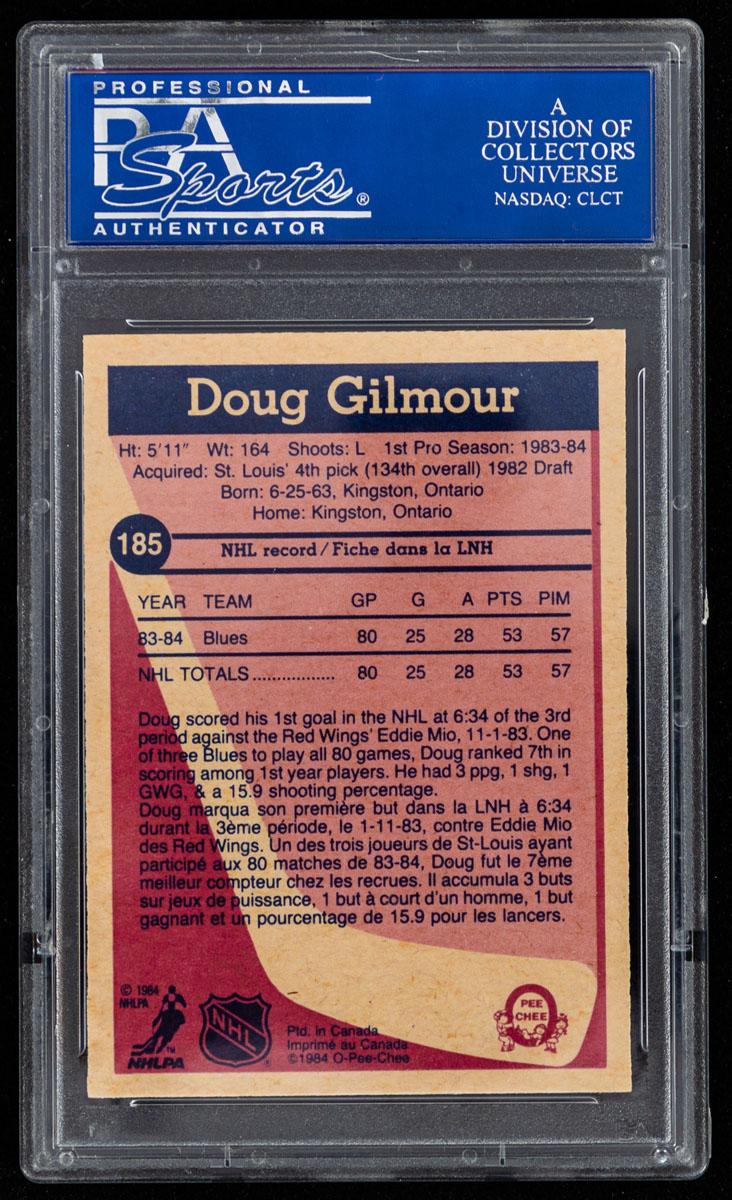 PROFESSIONAL
PSA
Sports®
AUTHENTICATOR
A
DIVISION OF
COLLECTORS
UNIVERSE
NASDAQ: CLCT
Doug Gilmour
Ht: 5'11" Wt: 164 Shoots: L 1st Pro Season: 1983-84
Acquired: St. Louis' 4th pick (134th overall) 1982 Draft
Born: 6-25-63, Kingston, Ontario
Home: Kingston, Ontario
185 NHL record / Fiche dans la LNH
YEAR TEAM GP G A PTS PIM
83-84 Blues 80 25 28 53 57
NHL TOTALS ................. 80 25 28 53 57
Doug scored his 1st goal in the NHL at 6:34 of the 3rd
period against the Red Wings' Eddie Mio, 11-1-83. One
of three Blues to play all 80 games, Doug ranked 7th in
scoring among 1st year players. He had 3 ppg, 1 shg, 1
GWG, & a 15.9 shooting percentage.
Doug marqua son première but dans la LNH à 6:34
durant la 3ème période, le 1-11-83, contre Eddie Mio
des Red Wings. Un des trois joueurs de St-Louis ayant
participé aux 80 matches de 83-84, Doug fut le 7ème
meilleur compteur chez les recrues. Il accumula 3 buts
sur jeux de puissance, 1 but à court d'un homme, 1 but
gagnant et un pourcentage de 15.9 pour les lancers.
© 1984
NHLPA
NHLPA™
NHL®
Ptd. in Canada
Imprimé au Canada
©1984 O-Pee-Chee
O
PEE
CHEE